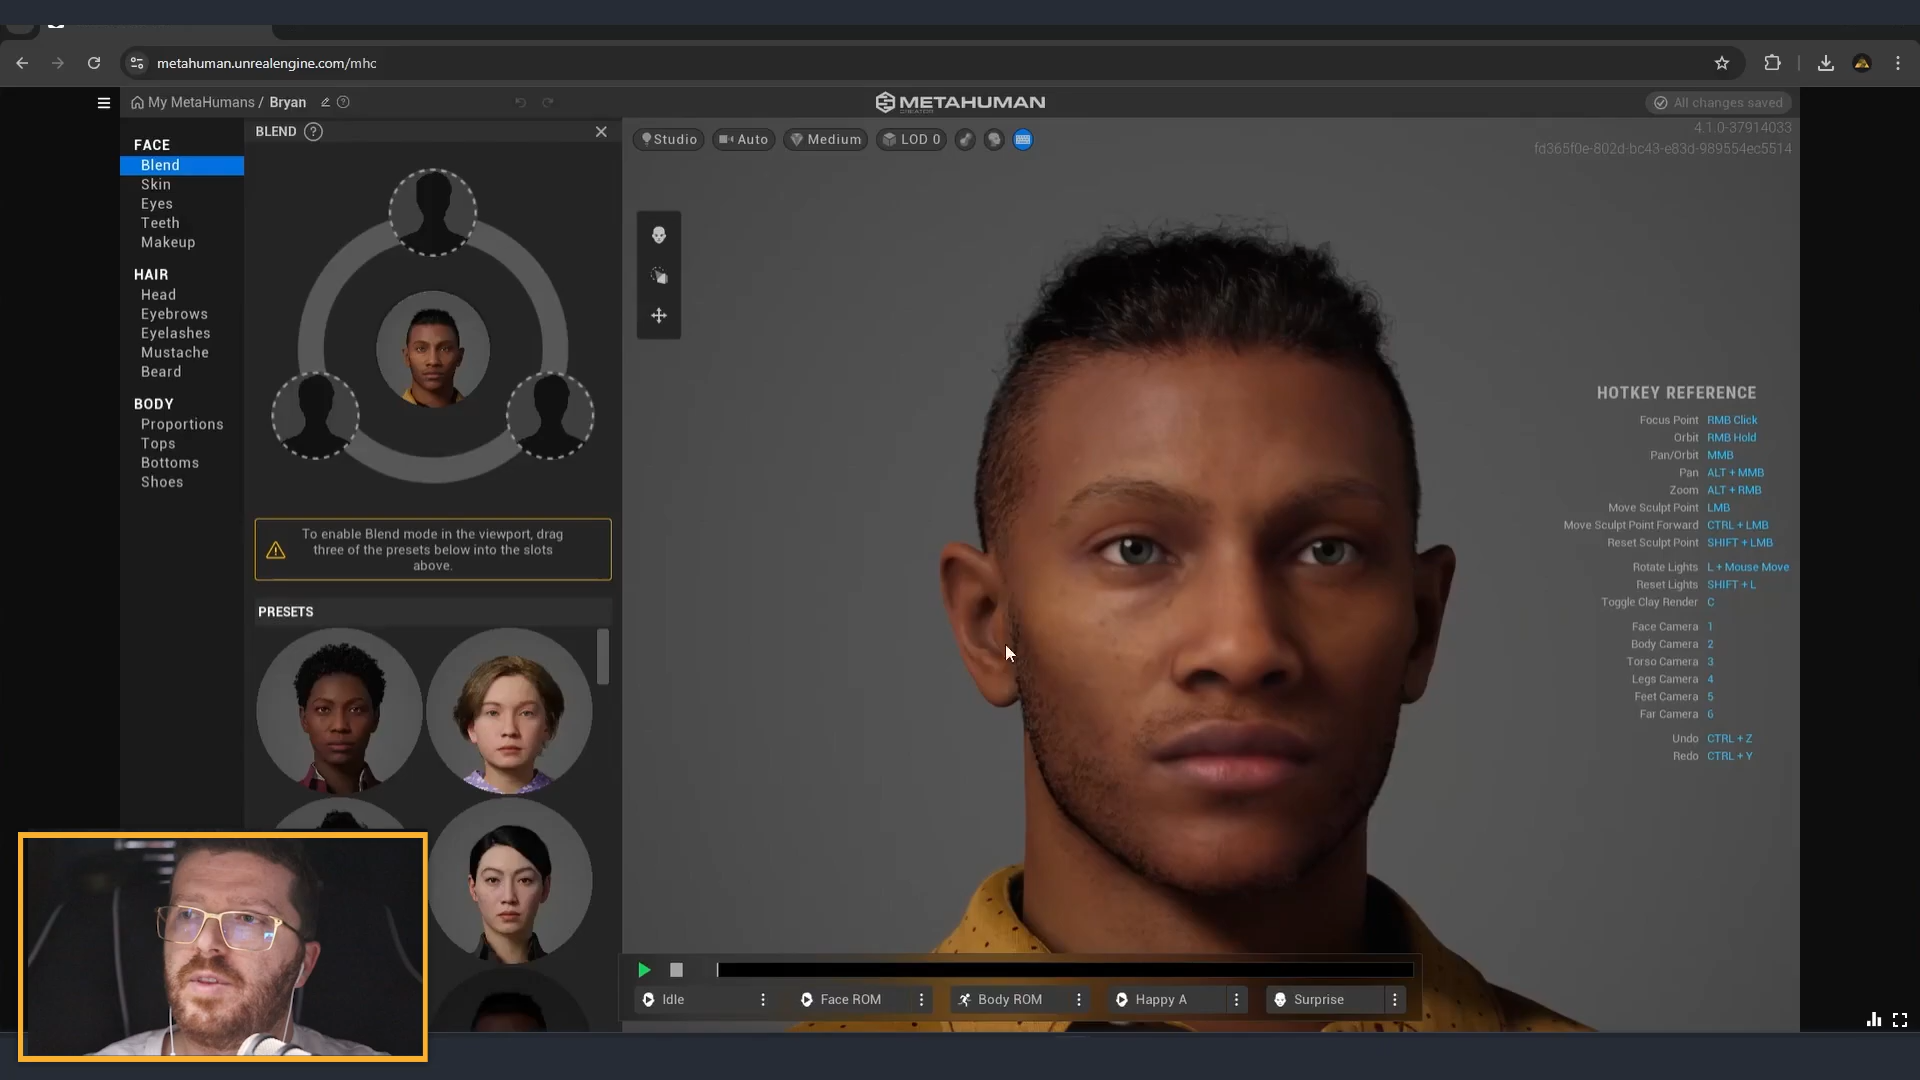 metahuman.unrealengine.com/mhc
My MetaHumans / Bryan
METAHUMAN
CREATOR
All changes saved
4.1.0-37914033
fd365f0e-802d-bc43-e83d-989554ec5514
FACE
Blend
Skin
Eyes
Teeth
Makeup
HAIR
Head
Eyebrows
Eyelashes
Mustache
Beard
BODY
Proportions
Tops
Bottoms
Shoes
BLEND
To enable Blend mode in the viewport, drag
three of the presets below into the slots
above.
PRESETS
Studio
Auto
Medium
LOD 0
HOTKEY REFERENCE
Focus Point RMB Click
Orbit RMB Hold
Pan/Orbit MMB
Pan ALT + MMB
Zoom ALT + RMB
Move Sculpt Point LMB
Move Sculpt Point Forward CTRL + LMB
Reset Sculpt Point SHIFT + LMB
Rotate Lights L + Mouse Move
Reset Lights SHIFT + L
Toggle Clay Render C
Face Camera 1
Body Camera 2
Torso Camera 3
Legs Camera 4
Feet Camera 5
Far Camera 6
Undo CTRL + Z
Redo CTRL + Y
Idle
Face ROM
Body ROM
Happy A
Surprise